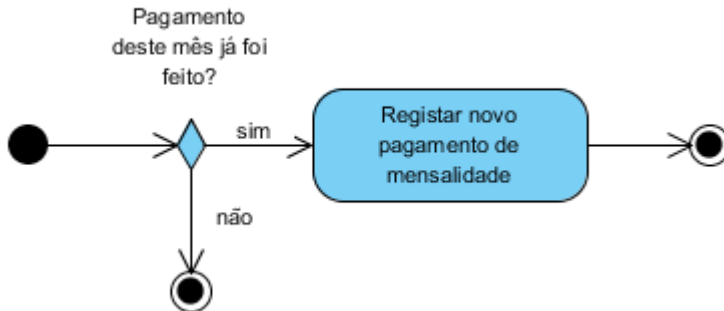 Pagamento
deste mês já foi
feito?
sim
Registar novo
pagamento de
mensalidade
não